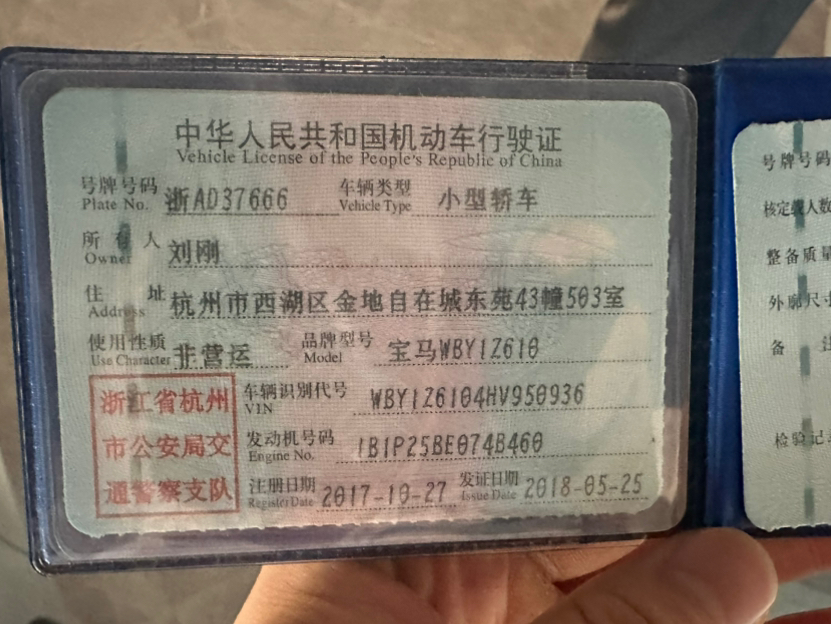 中华人民共和国机动车行驶证
Vehicle License of the People's Republic of China
号牌号码 浙AD37666 车辆类型 小型轿车
Plate No. Vehicle Type
所有人 刘刚
Owner
住址 杭州市西湖区金地自在城东苑43幢503室
Address
使用性质 非营运 品牌型号 宝马WBY1Z610
Use Character Model
浙江省杭州
市公安局交
通警察支队
车辆识别代号 WBY1Z6104HV950936
VIN
发动机号码 1B1P25BE074B460
Engine No.
注册日期 2017-10-27 发证日期 2018-05-25
Register Date Issue Date
号牌号码
核定载人数
整备质量
外廓尺寸
备 注
检验记